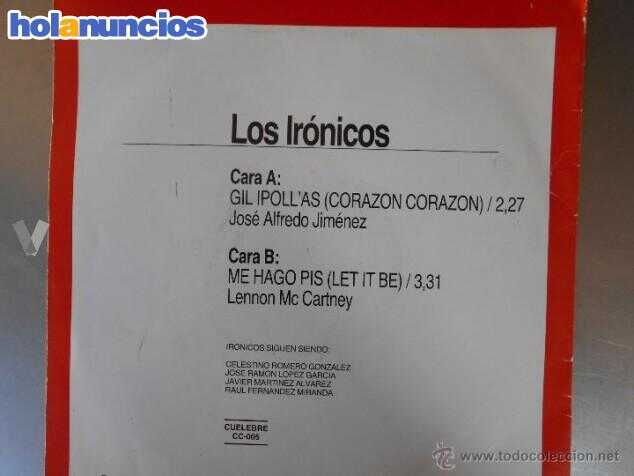 holanuncios
Los Irónicos
Cara A:
GIL IPOLL'AS (CORAZON CORAZON) / 2,27
José Alfredo Jiménez
Cara B:
ME HAGO PIS (LET IT BE) / 3,31
Lennon Mc Cartney
IRONICOS SIGUEN SIENDO:
CELESTINO ROMERO GONZALEZ
JOSE RAMON LOPEZ GARCIA
JAVIER MARTINEZ ALVAREZ
RAUL FERNANDEZ MIRANDA
CUELEBRE
CC-005
© www.todocoleccion.net